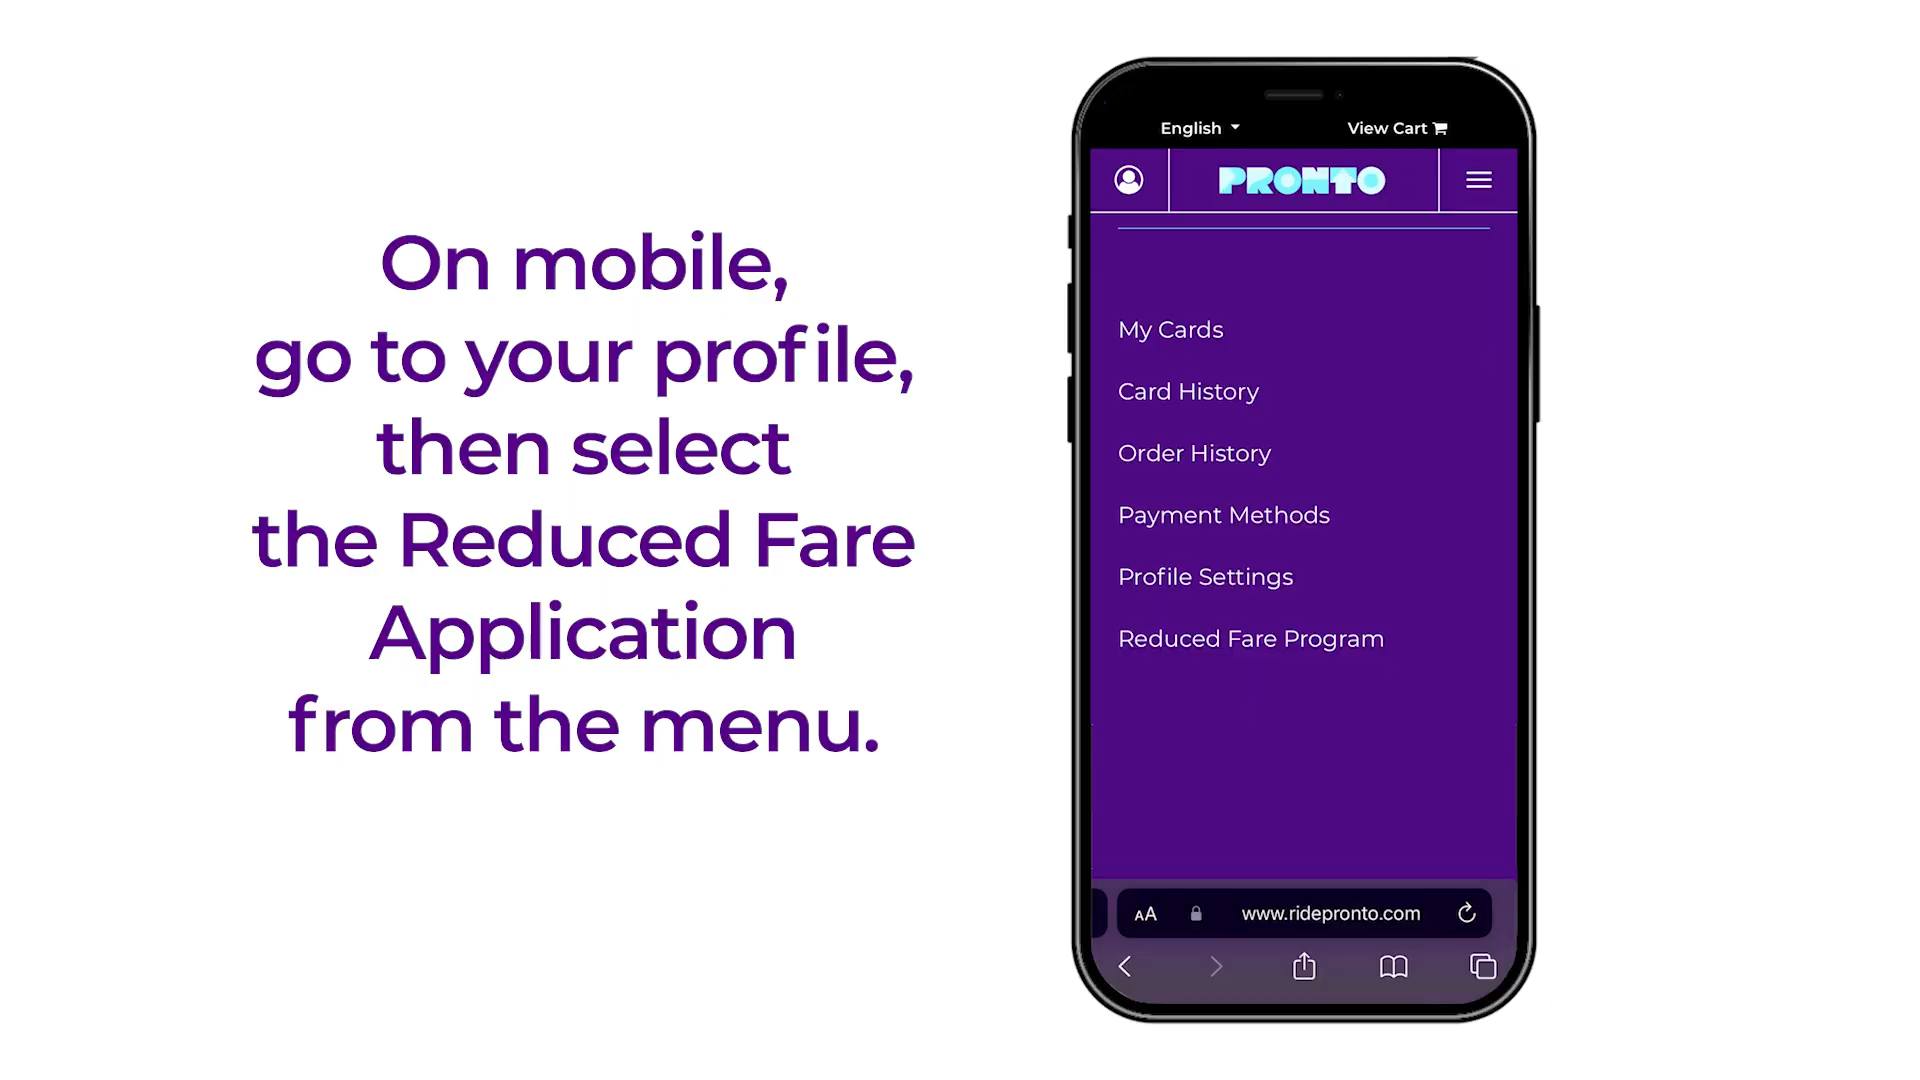 On mobile,
go to your profile,
then select
the Reduced Fare
Application
from the menu.
English
View Cart
PRONTO
My Cards
Card History
Order History
Payment Methods
Profile Settings
Reduced Fare Program
AA
www.ridepronto.com